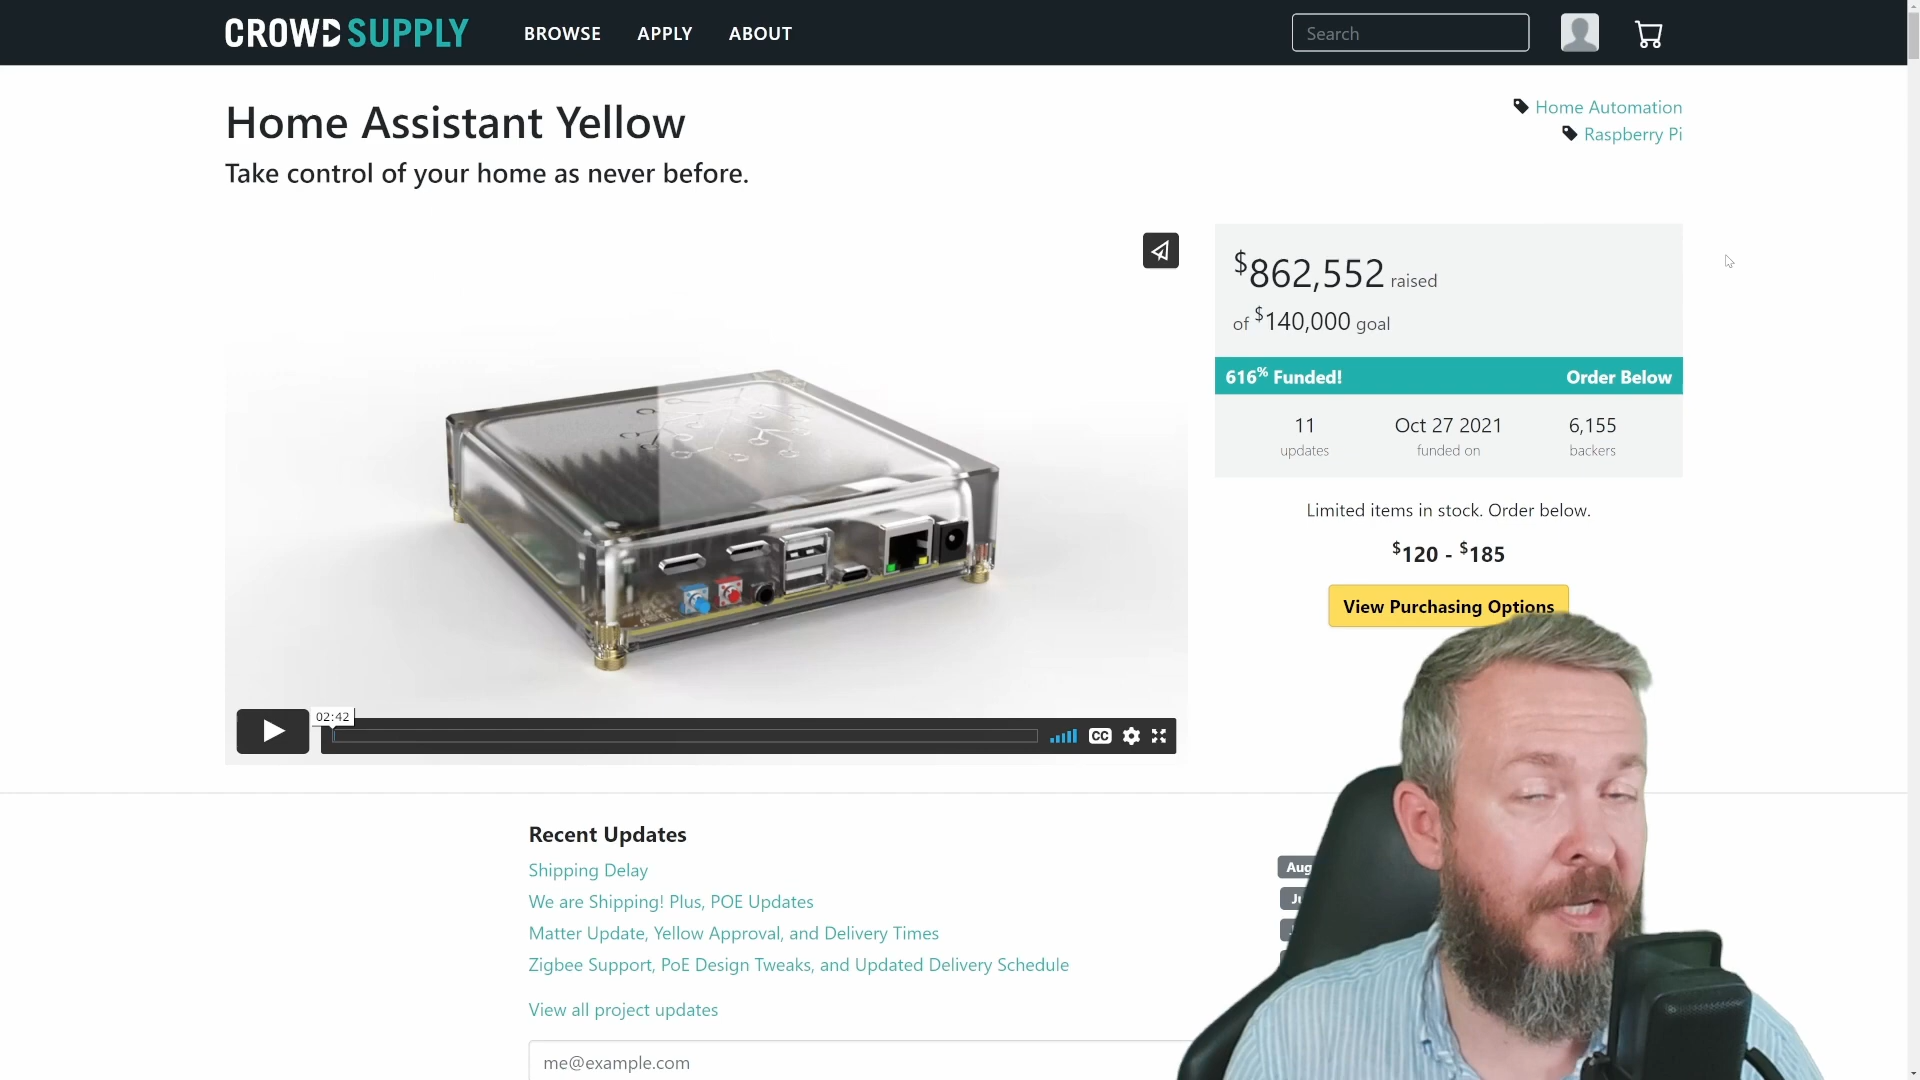 CROWD SUPPLY BROWSE APPLY ABOUT Search
Home Assistant Yellow
Take control of your home as never before.
Home Automation
Raspberry Pi
$862,552 raised
of $140,000 goal
616% Funded! Order Below
11 Oct 27 2021 6,155
updates funded on backers
Limited items in stock. Order below.
$120 - $185
View Purchasing Options
02:42
CC
Recent Updates
Shipping Delay
Aug
We are Shipping! Plus, POE Updates
Matter Update, Yellow Approval, and Delivery Times
Zigbee Support, PoE Design Tweaks, and Updated Delivery Schedule
View all project updates
me@example.com